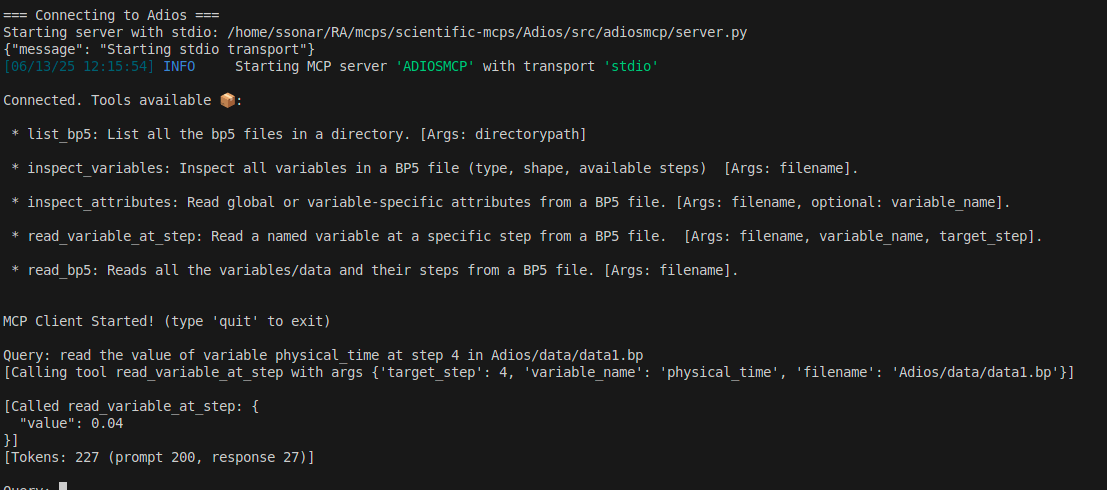 === Connecting to Adios ===
Starting server with stdio: /home/ssonar/RA/mcps/scientific-mcps/Adios/src/adiosmcp/server.py
{"message": "Starting stdio transport"}
[06/13/25 12:15:54] INFO     Starting MCP server 'ADIOSMCP' with transport 'stdio'
Connected. Tools available 📦:
* list_bp5: List all the bp5 files in a directory. [Args: directorypath]
* inspect_variables: Inspect all variables in a BP5 file (type, shape, available steps)  [Args: filename].
* inspect_attributes: Read global or variable-specific attributes from a BP5 file. [Args: filename, optional: variable_name].
* read_variable_at_step: Read a named variable at a specific step from a BP5 file.  [Args: filename, variable_name, target_step].
* read_bp5: Reads all the variables/data and their steps from a BP5 file. [Args: filename].
MCP Client Started! (type 'quit' to exit)
Query: read the value of variable physical_time at step 4 in Adios/data/data1.bp
[Calling tool read_variable_at_step with args {'target_step': 4, 'variable_name': 'physical_time', 'filename': 'Adios/data/data1.bp'}]
[Called read_variable_at_step: {
  "value": 0.04
}]
[Tokens: 227 (prompt 200, response 27)]
Query: